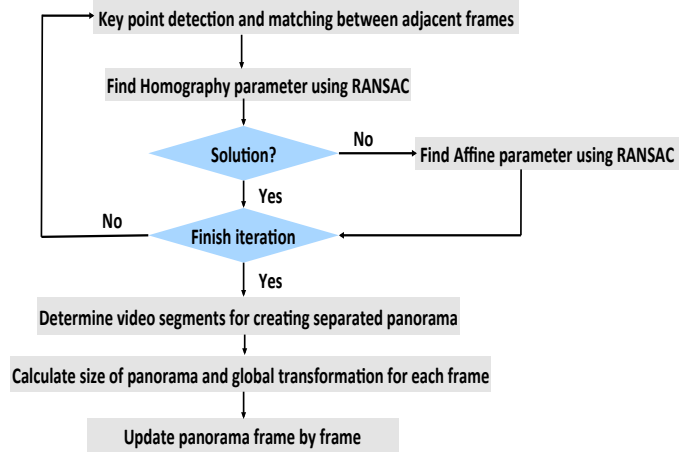 Key point detection and matching between adjacent frames
Find Homography parameter using RANSAC
Solution?
No
Find Affine parameter using RANSAC
Yes
No
Finish iteration
Yes
Determine video segments for creating separated panorama
Calculate size of panorama and global transformation for each frame
Update panorama frame by frame